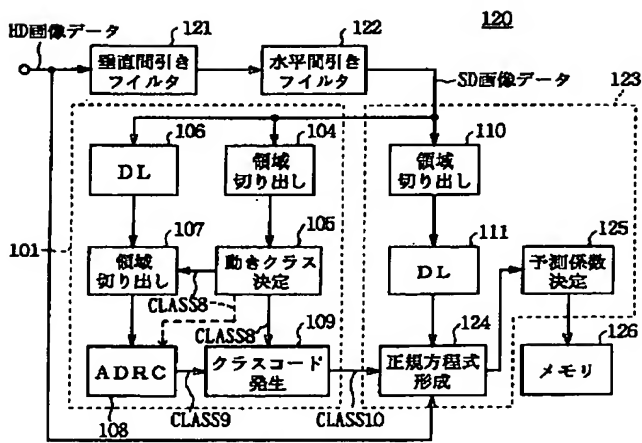 HD画像データ
121
122
120
垂直間引き
フィルタ
水平間引き
フィルタ
SD画像データ
123
106
104
110
DL
領域
切り出し
領域
切り出し
107
105
111
125
101
領域
切り出し
動きクラス
決定
DL
予測係数
決定
CLASS8
CLASS8
109
124
126
ADRC
クラスコード
発生
正規方程式
形成
メモリ
108
CLASS9
CLASS10